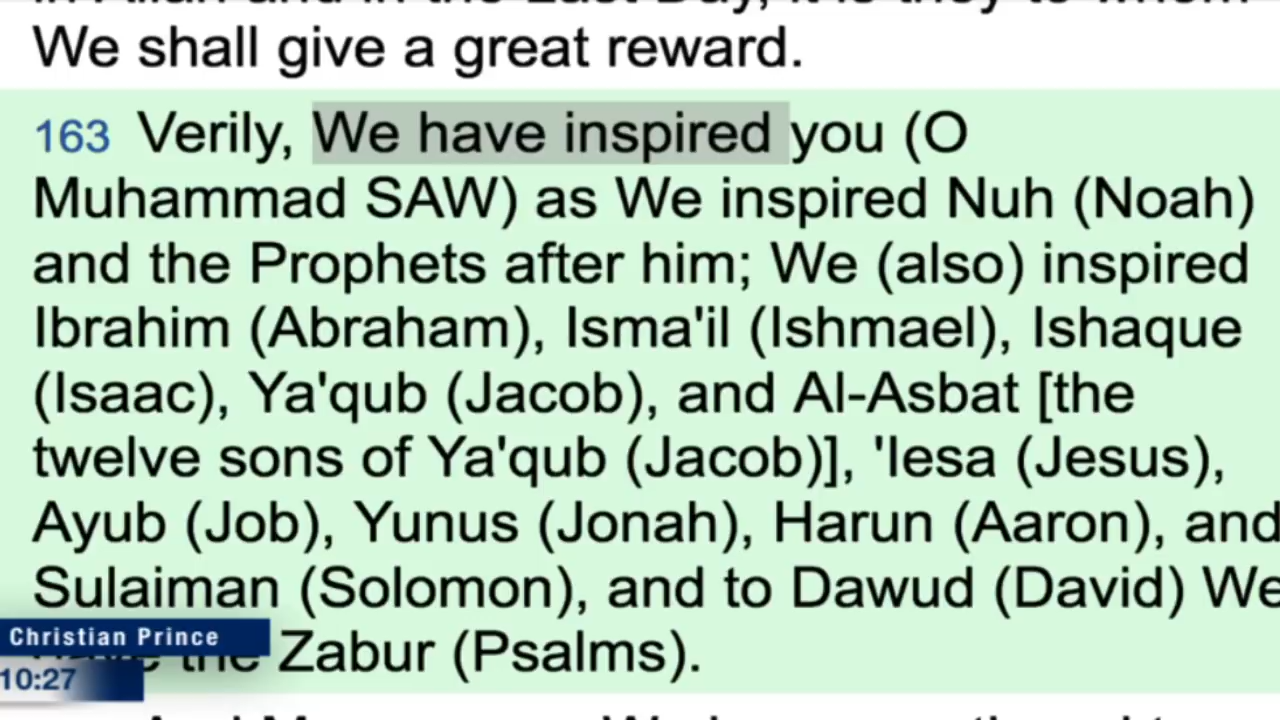 We shall give a great reward.
163 Verily, We have inspired you (O
Muhammad SAW) as We inspired Nuh (Noah)
and the Prophets after him; We (also) inspired
Ibrahim (Abraham), Isma'il (Ishmael), Ishaque
(Isaac), Ya'qub (Jacob), and Al-Asbat [the
twelve sons of Ya'qub (Jacob)], 'Iesa (Jesus),
Ayub (Job), Yunus (Jonah), Harun (Aaron), and
Sulaiman (Solomon), and to Dawud (David) We
the Zabur (Psalms).
Christian Prince
10:27